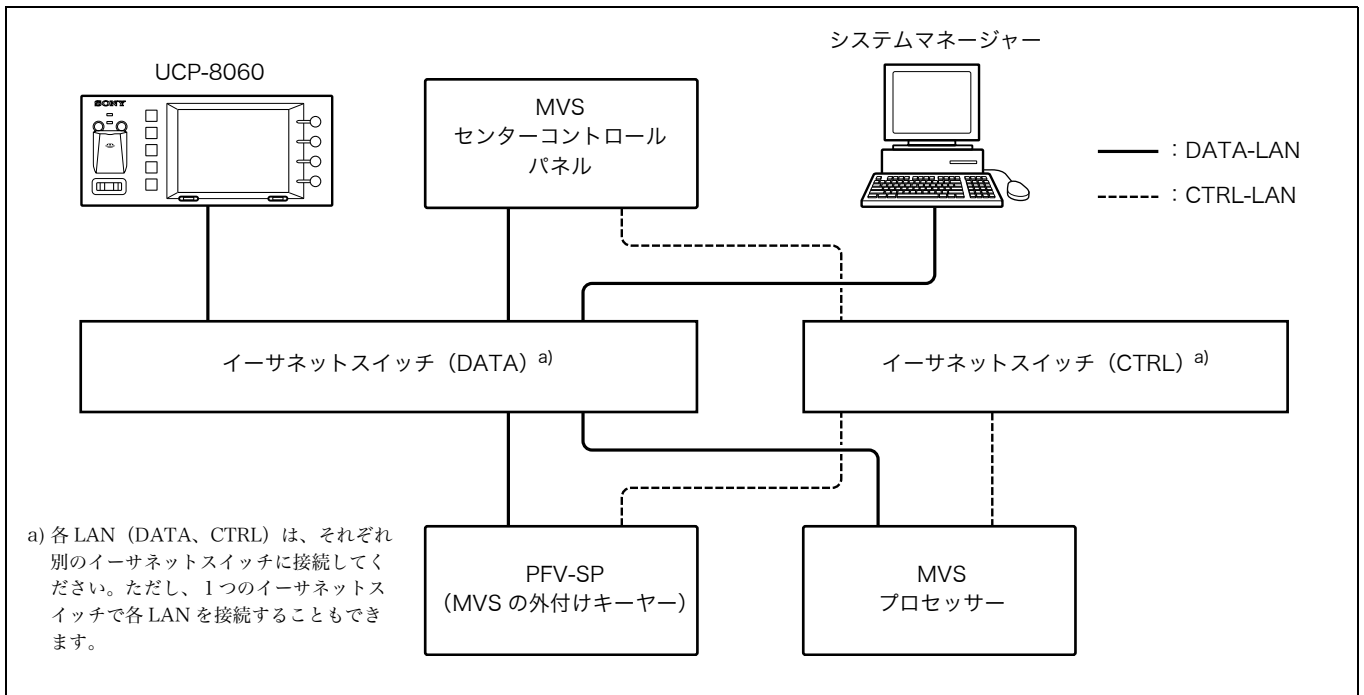 システムマネージャー
UCP-8060
SONY
MVS
センターコントロール
パネル
：DATA-LAN
：CTRL-LAN
イーサネットスイッチ（DATA）a)
イーサネットスイッチ（CTRL）a)
a) 各 LAN（DATA、CTRL）は、それぞれ
別のイーサネットスイッチに接続してく
ださい。ただし、1 つのイーサネットス
イッチで各 LAN を接続することもでき
ます。
PFV-SP
（MVS の外付けキーヤー）
MVS
プロセッサー